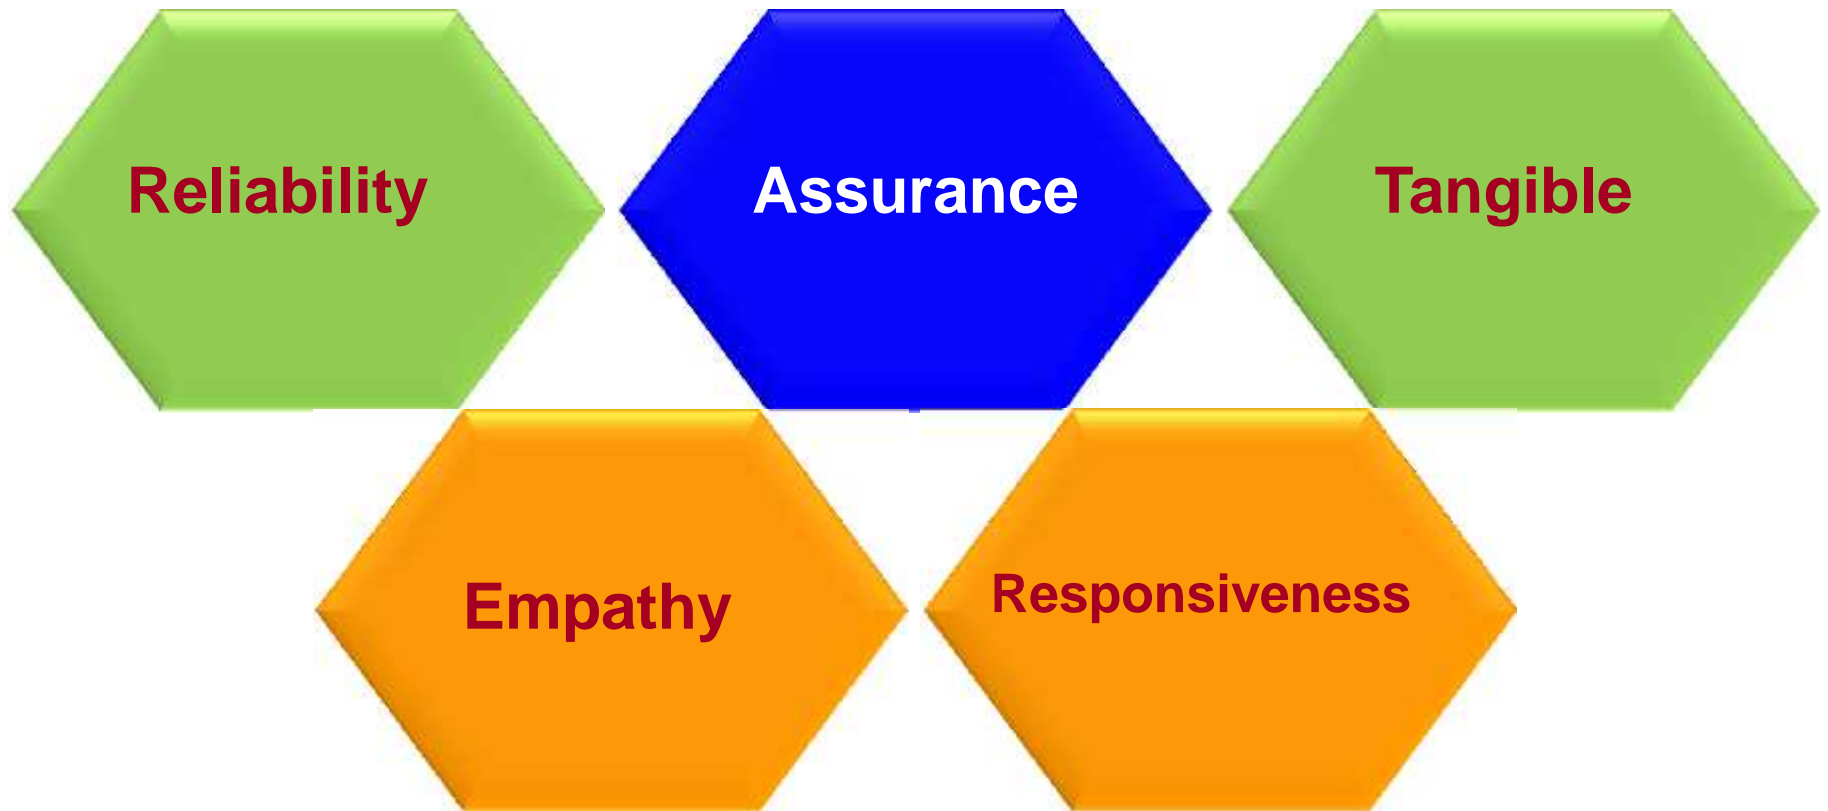 Reliability
Assurance
Tangible
Empathy
Responsiveness